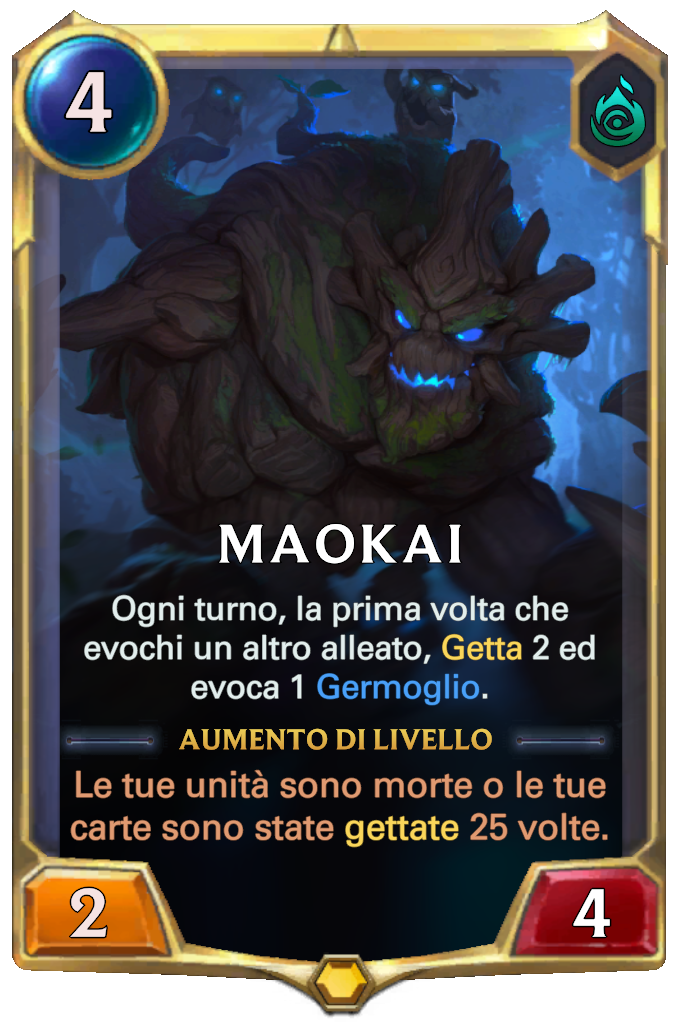 4
MAOKAI
Ogni turno, la prima volta che
evochi un altro alleato, Getta 2 ed
evoca 1 Germoglio.
AUMENTO DI LIVELLO
Le tue unità sono morte o le tue
carte sono state gettate 25 volte.
2
4